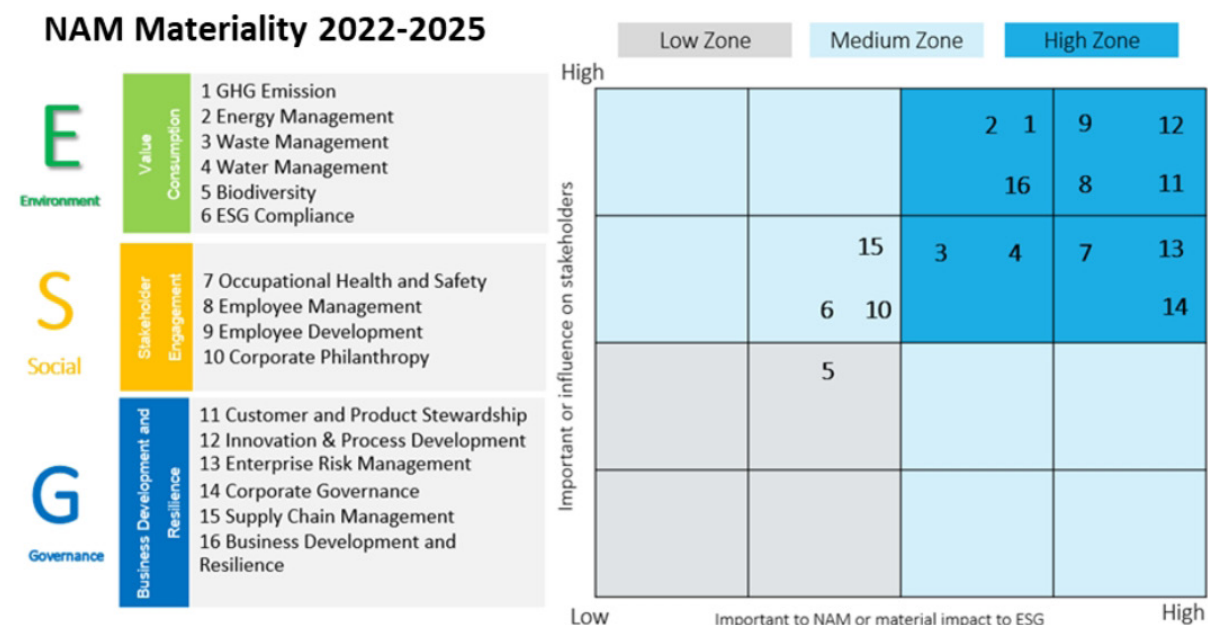 NAM Materiality 2022-2025
E
Environment
Value
Consumption
1 GHG Emission
2 Energy Management
3 Waste Management
4 Water Management
5 Biodiversity
6 ESG Compliance
S
Social
Stakeholder
Engagement
7 Occupational Health and Safety
8 Employee Management
9 Employee Development
10 Corporate Philanthropy
G
Governance
Business Development and
Resilience
11 Customer and Product Stewardship
12 Innovation & Process Development
13 Enterprise Risk Management
14 Corporate Governance
15 Supply Chain Management
16 Business Development and
Resilience
Low Zone
Medium Zone
High Zone
High
Important or influence on stakeholders
2 1 9 12
16 8 11
15 3 4 7 13
6 10 14
5
Low
Important to NAM or material impact to ESG
High